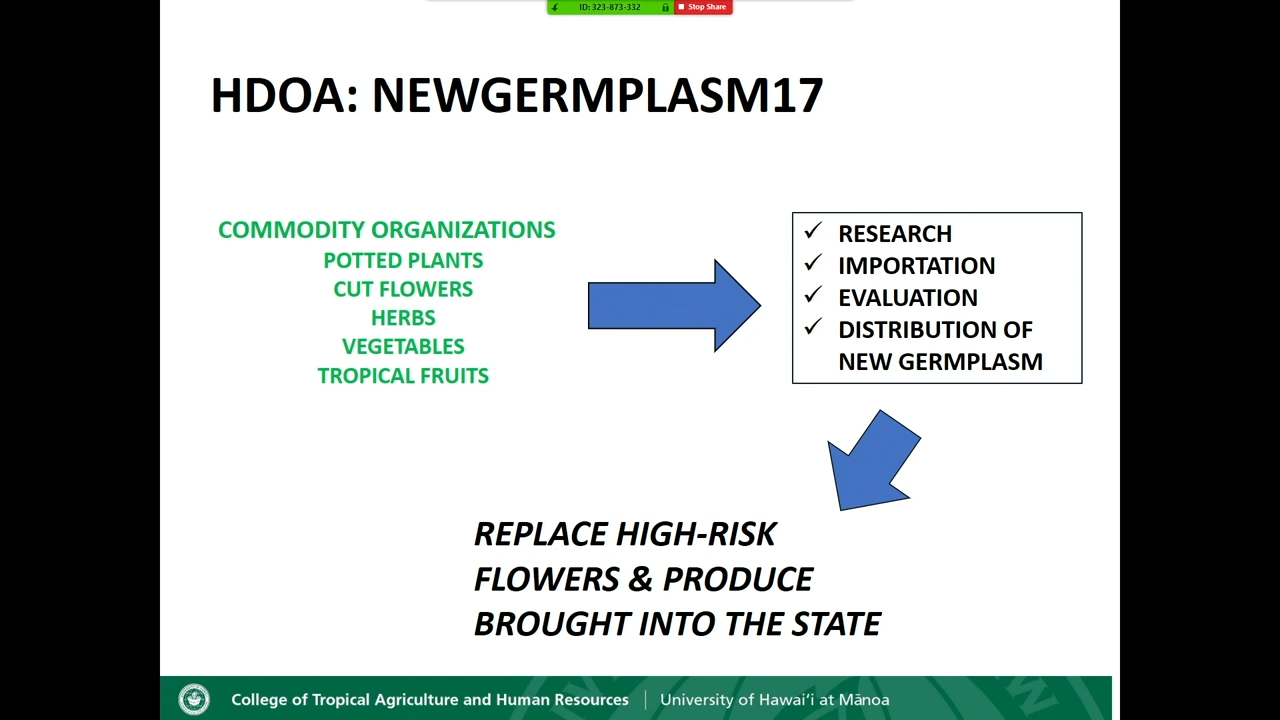 ID: 323-873-332
Stop Share
HDOA: NEWGERMPLASM17
COMMODITY ORGANIZATIONS
POTTED PLANTS
CUT FLOWERS
HERBS
VEGETABLES
TROPICAL FRUITS
✓ RESEARCH
✓ IMPORTATION
✓ EVALUATION
✓ DISTRIBUTION OF
NEW GERMPLASM
REPLACE HIGH-RISK
FLOWERS & PRODUCE
BROUGHT INTO THE STATE
College of Tropical Agriculture and Human Resources | University of Hawaiʻi at Mānoa